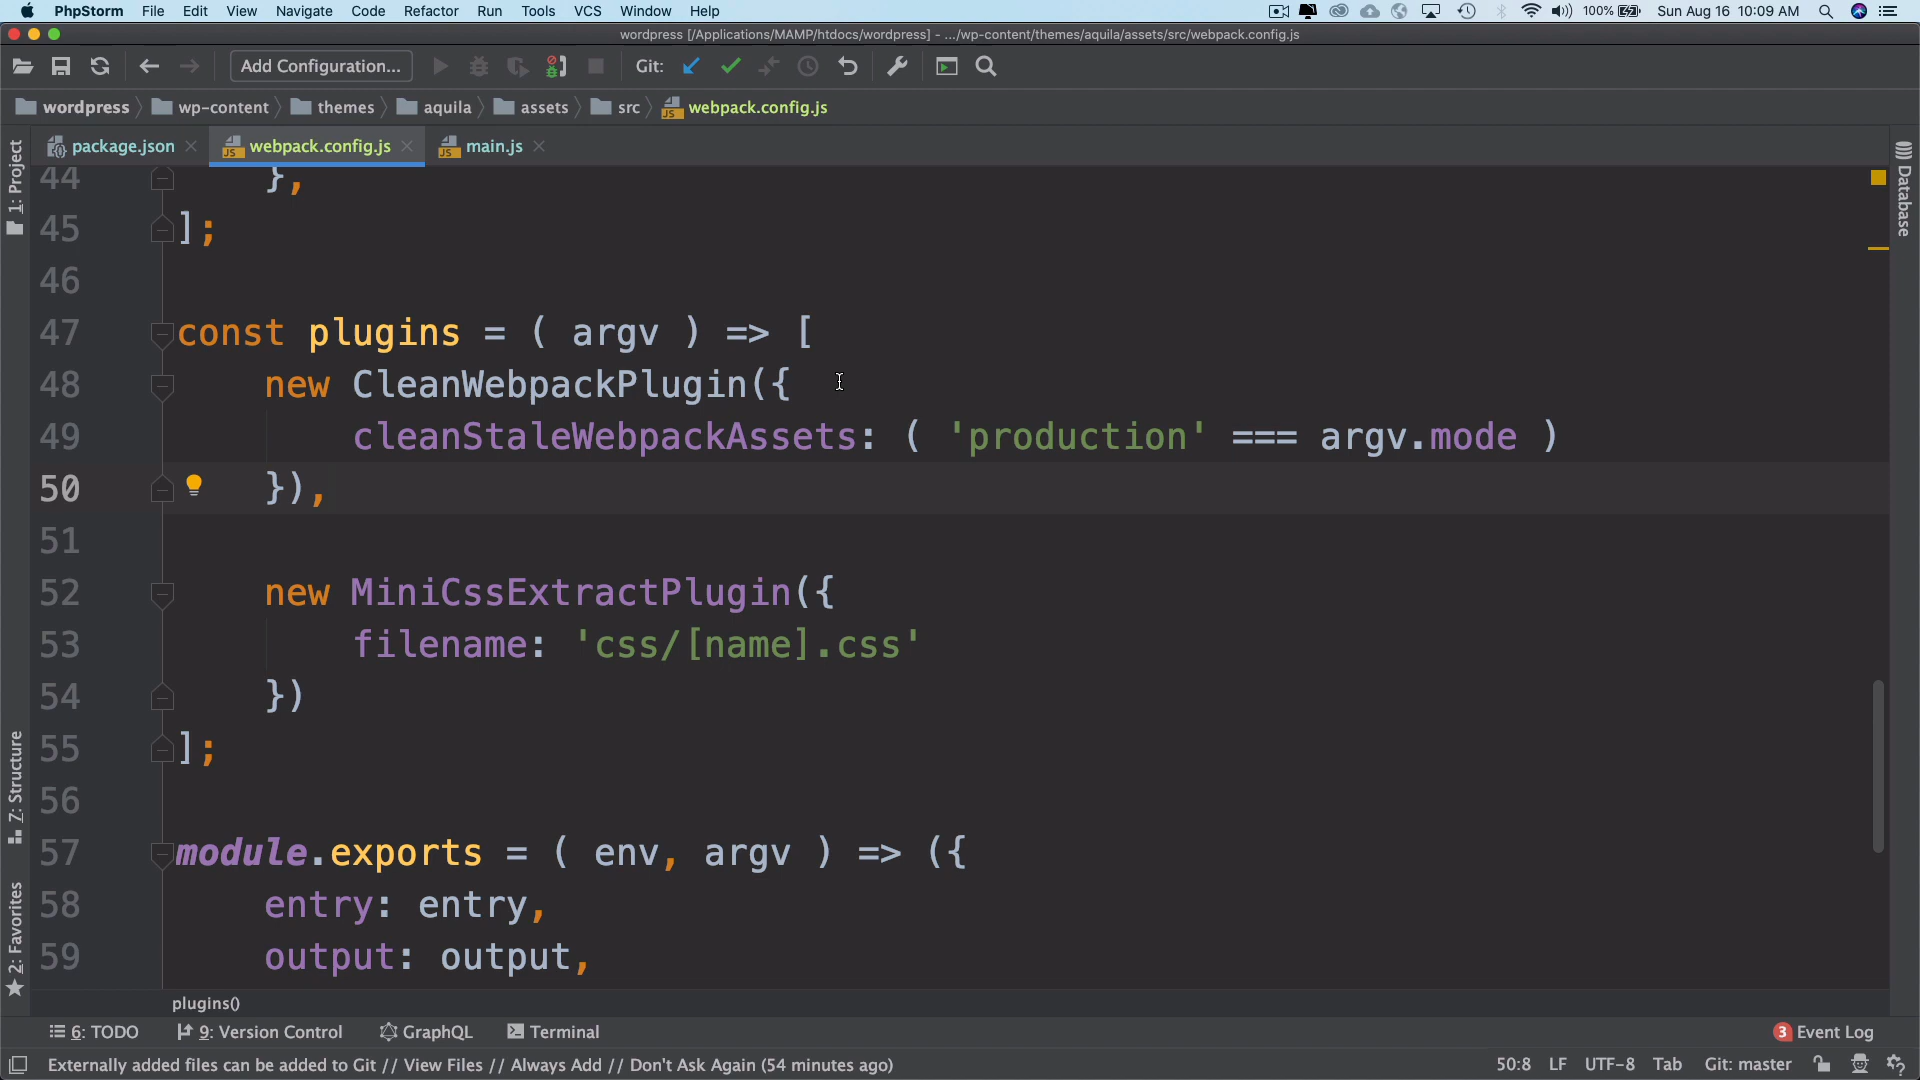 PhpStorm File Edit View Navigate Code Refactor Run Tools VCS Window Help 100% Sun Aug 16 10:09 AM
wordpress [/Applications/MAMP/htdocs/wordpress] - .../wp-content/themes/aquila/assets/src/webpack.config.js
Add Configuration... Git:
wordpress wp-content themes aquila assets src webpack.config.js
package.json webpack.config.js main.js
1: Project
Database
44 },
45 ];
46
47 const plugins = ( argv ) => [
48 new CleanWebpackPlugin({
49 cleanStaleWebpackAssets: ( 'production' === argv.mode )
50 }),
51
52 new MiniCssExtractPlugin({
53 filename: 'css/[name].css'
54 })
55 ];
56
57 module.exports = ( env, argv ) => ({
58 entry: entry,
59 output: output,
Z: Structure
2: Favorites
plugins()
6: TODO 9: Version Control GraphQL Terminal 3 Event Log
Externally added files can be added to Git // View Files // Always Add // Don't Ask Again (54 minutes ago) 50:8 LF UTF-8 Tab Git: master